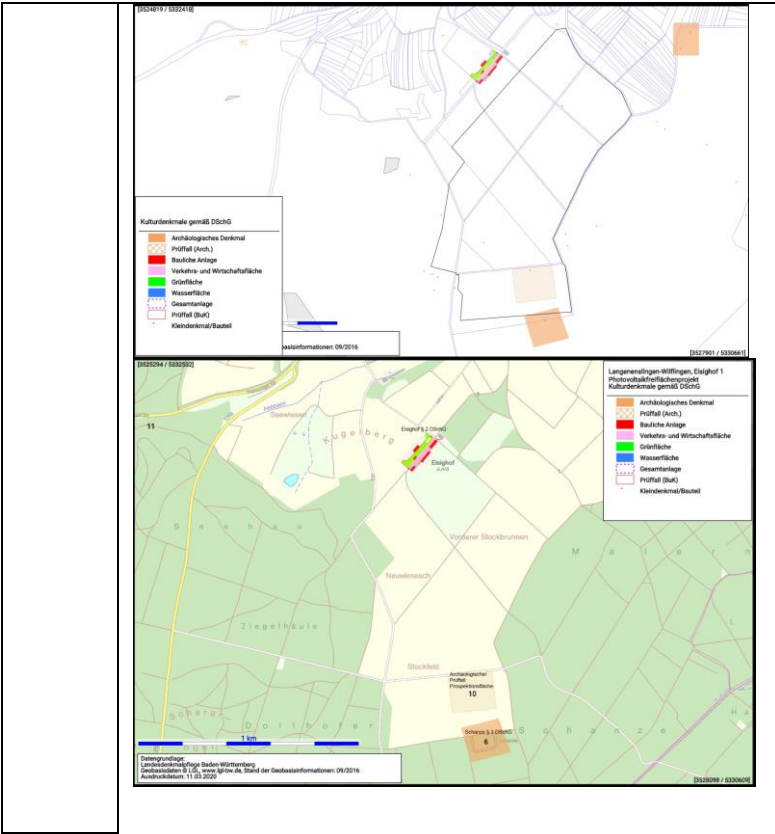 [3524819 / 5332418]
Kulturdenkmale gemäß DSchG
Archäologisches Denkmal
Prüffall (Arch.)
Bauliche Anlage
Verkehrs- und Wirtschaftsfläche
Grünfläche
Wasserfläche
Gesamtanlage
Prüffall (BuK)
Kleindenkmal/Bauteil
basisinformationen: 09/2016
[3527901 / 5330661]
[3525294 / 5332532]
Langenenslingen-Wilflingen, Eisighof 1
Photovoltaikfreiflächenprojekt
Kulturdenkmale gemäß DSchG
Archäologisches Denkmal
Prüffall (Arch.)
Bauliche Anlage
Verkehrs- und Wirtschaftsfläche
Grünfläche
Wasserfläche
Gesamtanlage
Prüffall (BuK)
Kleindenkmal/Bauteil
11
Seewiesen
Kugelberg
Eisighof § 2 DSchG
Eisighof
Vorderer Stockbrunnen
Seehau
Neuwiesesch
Ziegelhäule
Stockfeld
Archäologischer
Prüffall
Prospektionsfläche
10
Dollhofer
Schanze
6
1 km
Datengrundlage:
Landesdenkmalpflege Baden-Württemberg
Geobasisdaten © LGL, www.lgl-bw.de, Stand der Geobasisinformationen: 09/2016
Ausdruckdatum: 11.03.2020
[3528098 / 5330609]